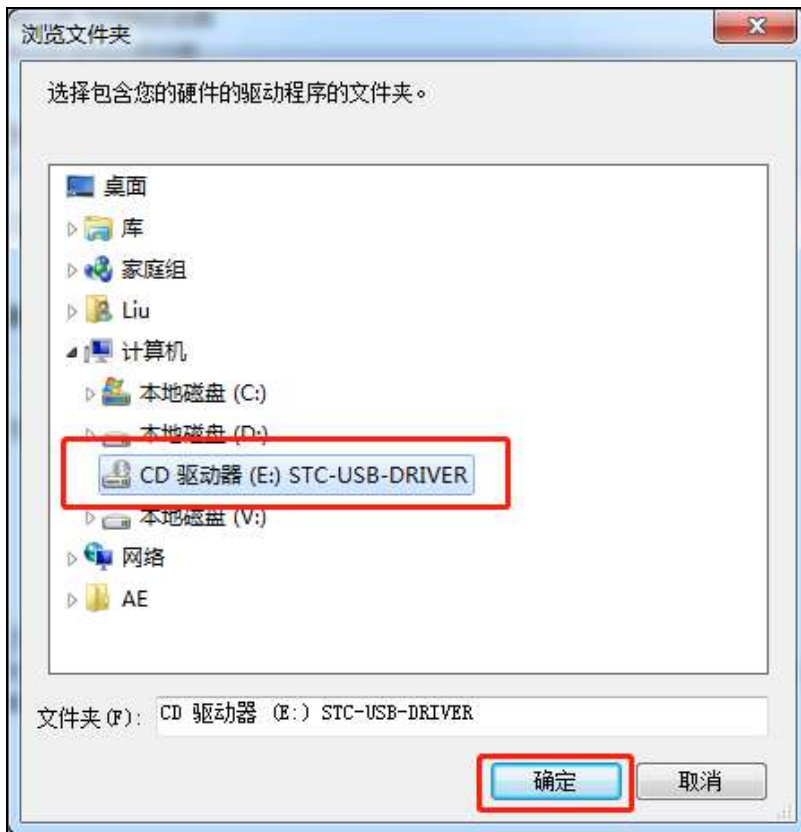 浏览文件夹
选择包含您的硬件的驱动程序的文件夹。
桌面
库
家庭组
Liu
计算机
本地磁盘 (C:)
本地磁盘 (D:)
CD 驱动器 (E:) STC-USB-DRIVER
本地磁盘 (V:)
网络
AE
文件夹(F): CD 驱动器 (E:) STC-USB-DRIVER
确定 取消